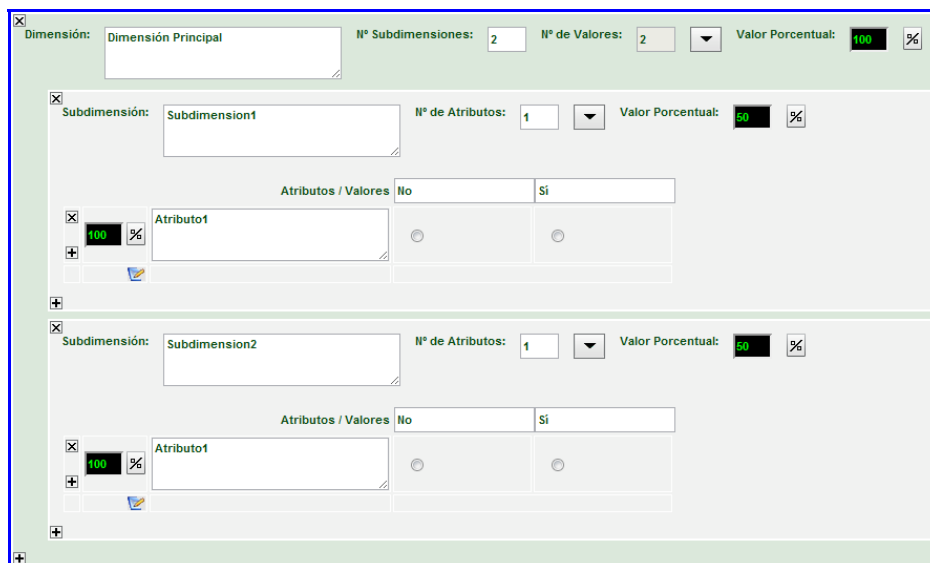 Dimensión: Dimensión Principal Nº Subdimensiones: 2 Nº de Valores: 2 Valor Porcentual: 100 %
Subdimensión: Subdimension1 Nº de Atributos: 1 Valor Porcentual: 50 %
Atributos / Valores No Sí
100 % Atributo1
Subdimensión: Subdimension2 Nº de Atributos: 1 Valor Porcentual: 50 %
Atributos / Valores No Sí
100 % Atributo1